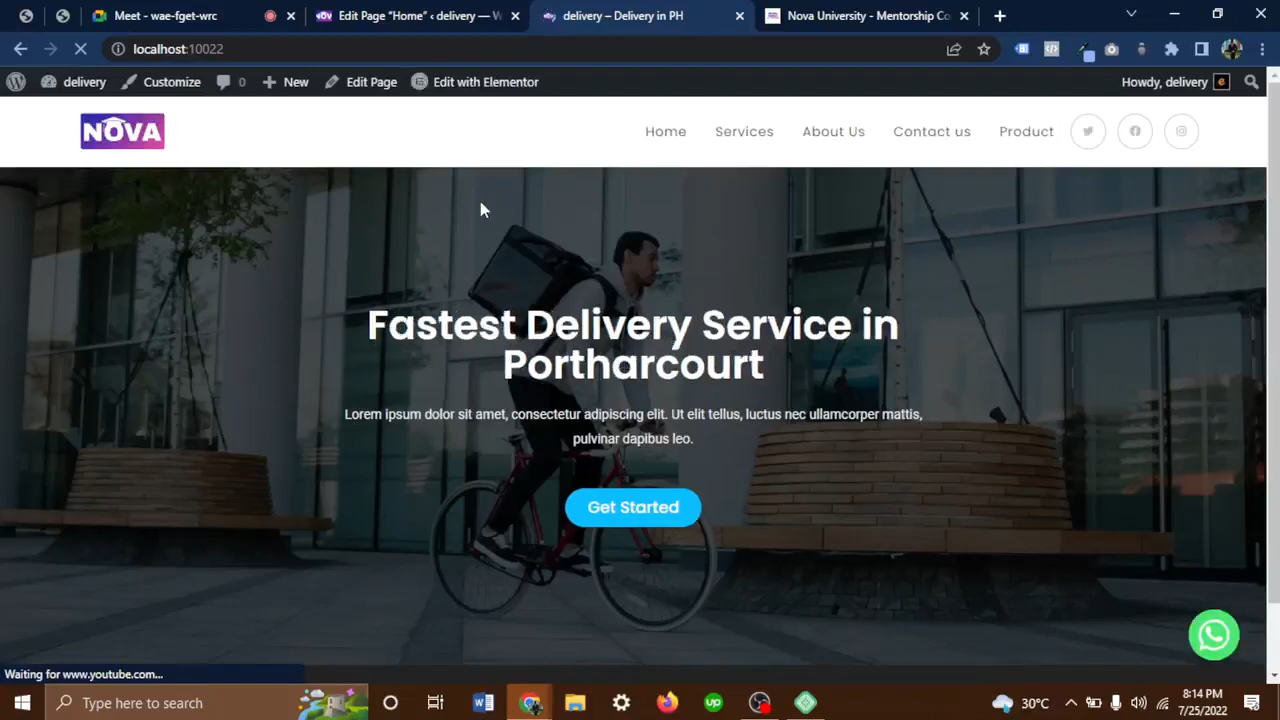 Meet - wae-fget-wrc
Edit Page "Home" ‹ delivery — W
delivery – Delivery in PH
Nova University - Mentorship Co
localhost:10022
delivery
Customize
0
New
Edit Page
Edit with Elementor
Howdy, delivery
NOVA
Home
Services
About Us
Contact us
Product
Fastest Delivery Service in
Portharcourt
Lorem ipsum dolor sit amet, consectetur adipiscing elit. Ut elit tellus, luctus nec ullamcorper mattis,
pulvinar dapibus leo.
Get Started
Waiting for www.youtube.com...
Type here to search
30°C
8:14 PM
7/25/2022